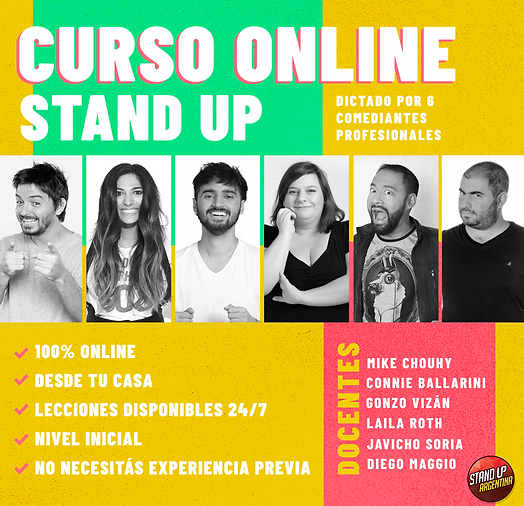 CURSO ONLINE
STAND UP
DICTADO POR 6
COMEDIANTES
PROFESIONALES
100% ONLINE
DESDE TU CASA
LECCIONES DISPONIBLES 24/7
NIVEL INICIAL
NO NECESITÁS EXPERIENCIA PREVIA
DOCENTES
MIKE CHOUHY
CONNIE BALLARINI
GONZO VIZÁN
LAILA ROTH
JAVICHO SORIA
DIEGO MAGGIO
STAND UP
ARGENTINA